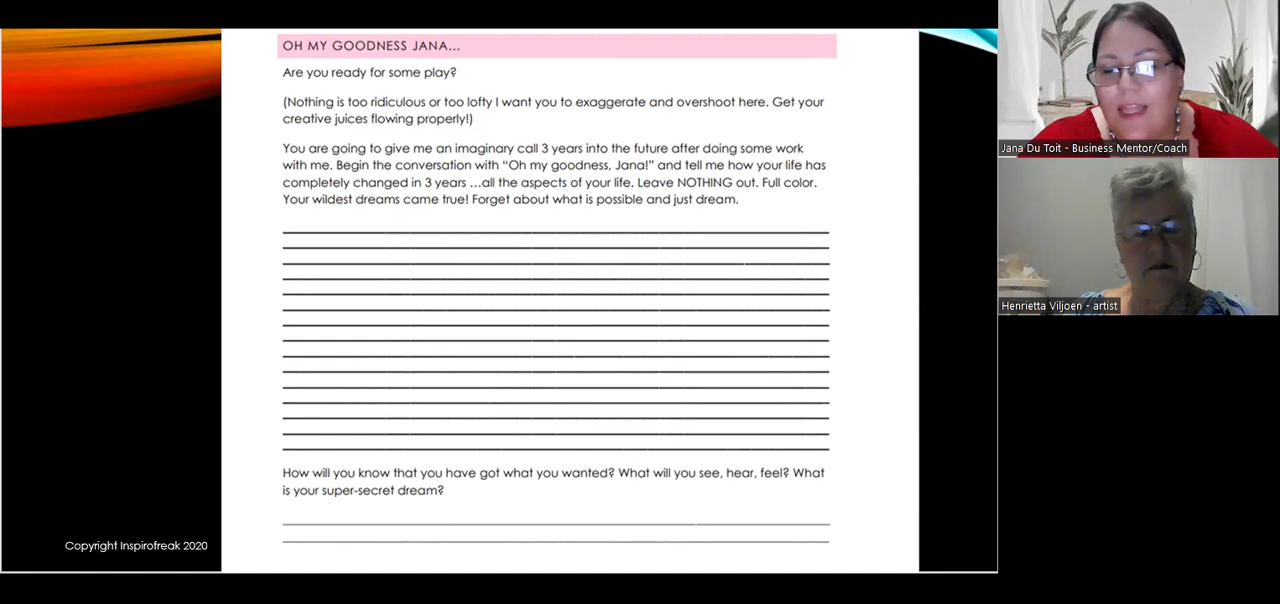 OH MY GOODNESS JANA...
Are you ready for some play?
(Nothing is too ridiculous or too lofty I want you to exaggerate and overshoot here. Get your
creative juices flowing properly!)
You are going to give me an imaginary call 3 years into the future after doing some work
with me. Begin the conversation with “Oh my goodness, Jana!” and tell me how your life has
completely changed in 3 years ...all the aspects of your life. Leave NOTHING out. Full color.
Your wildest dreams came true! Forget about what is possible and just dream.
How will you know that you have got what you wanted? What will you see, hear, feel? What
is your super-secret dream?
Copyright Inspirofreak 2020
Jana Du Toit - Business Mentor/Coach
Henrietta Viljoen - artist